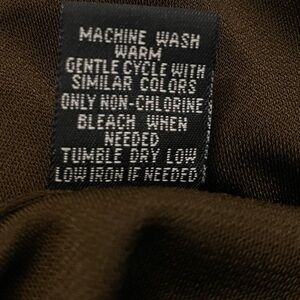 MACHINE WASH
WARM
GENTLE CYCLE WITH
SIMILAR COLORS
ONLY NON-CHLORINE
BLEACH WHEN
NEEDED
TUMBLE DRY LOW
LOW IRON IF NEEDED